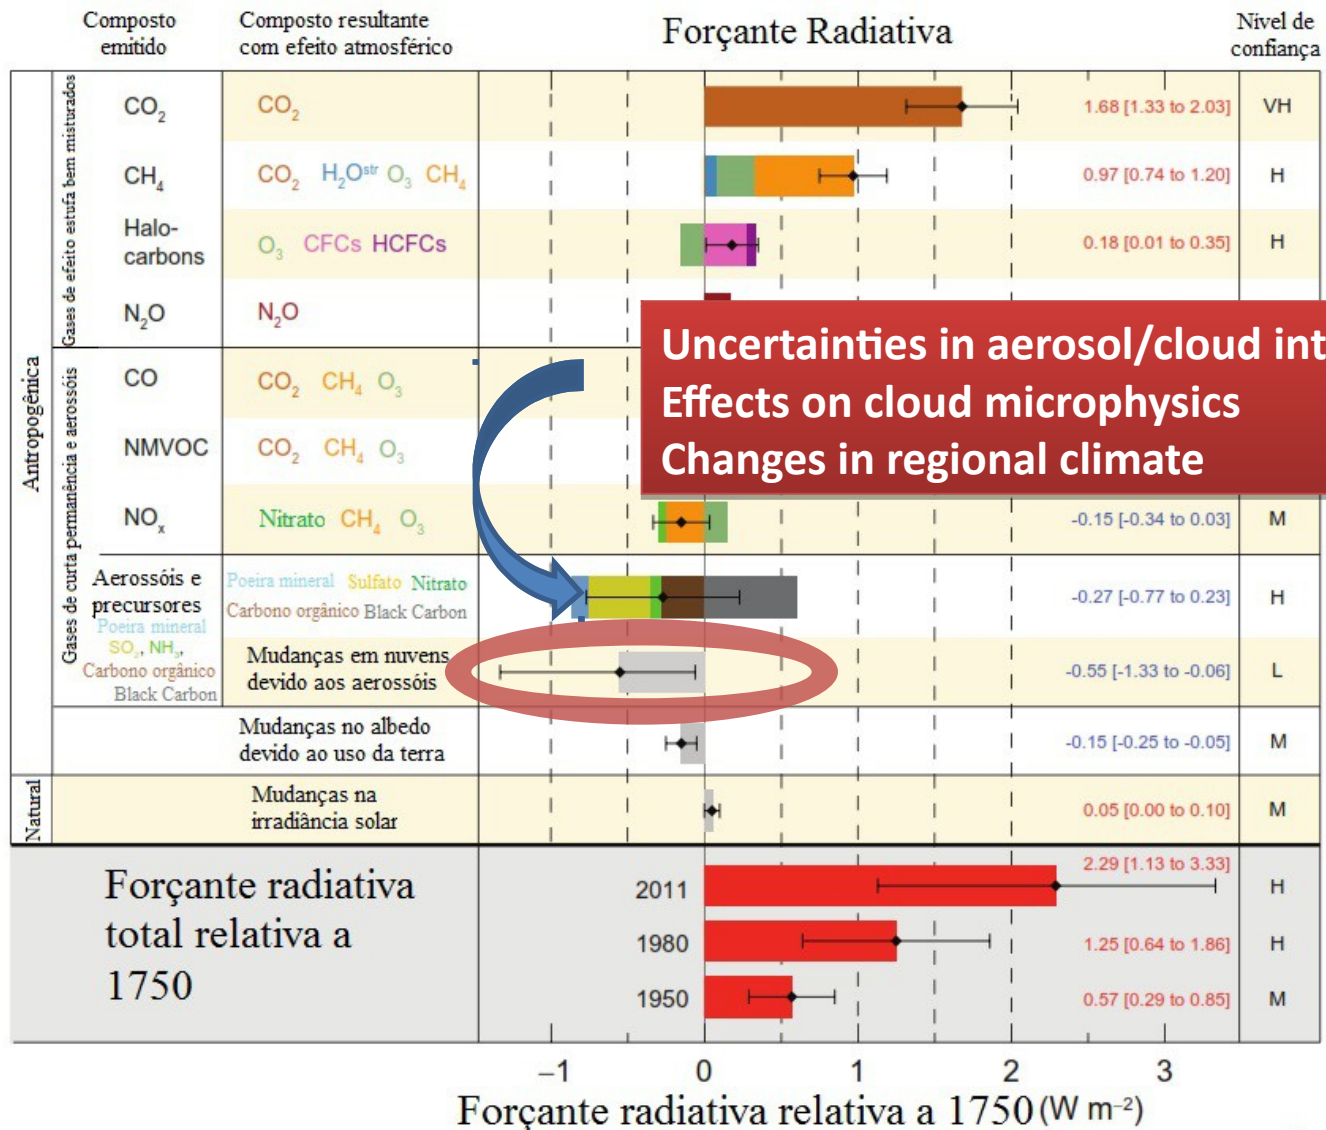 Composto
emitido
Composto resultante
com efeito atmosférico
Forçante Radiativa
Nível de
confiança
Antropogênica
Gases de efeito estufa bem misturados
CO₂
CO₂
1.68 [1.33 to 2.03]
VH
CH₄
CO₂ H₂Oˢᵗʳ O₃ CH₄
0.97 [0.74 to 1.20]
H
Halo-
carbons
O₃ CFCs HCFCs
0.18 [0.01 to 0.35]
H
N₂O
N₂O
Uncertainties in aerosol/cloud int
Effects on cloud microphysics
Changes in regional climate
Gases de curta permanência e aerossóis
CO
CO₂ CH₄ O₃
NMVOC
CO₂ CH₄ O₃
NOₓ
Nitrato CH₄ O₃
-0.15 [-0.34 to 0.03]
M
Aerossóis e
precursores
Poeira mineral
SO₂, NH₃,
Carbono orgânico
Black Carbon
Poeira mineral Sulfato Nitrato
Carbono orgânico Black Carbon
-0.27 [-0.77 to 0.23]
H
Mudanças em nuvens
devido aos aerossóis
-0.55 [-1.33 to -0.06]
L
Mudanças no albedo
devido ao uso da terra
-0.15 [-0.25 to -0.05]
M
Natural
Mudanças na
irradiância solar
0.05 [0.00 to 0.10]
M
Forçante radiativa
total relativa a
1750
2011
2.29 [1.13 to 3.33]
H
1980
1.25 [0.64 to 1.86]
H
1950
0.57 [0.29 to 0.85]
M
−1 0 1 2 3
Forçante radiativa relativa a 1750 (W m⁻²)